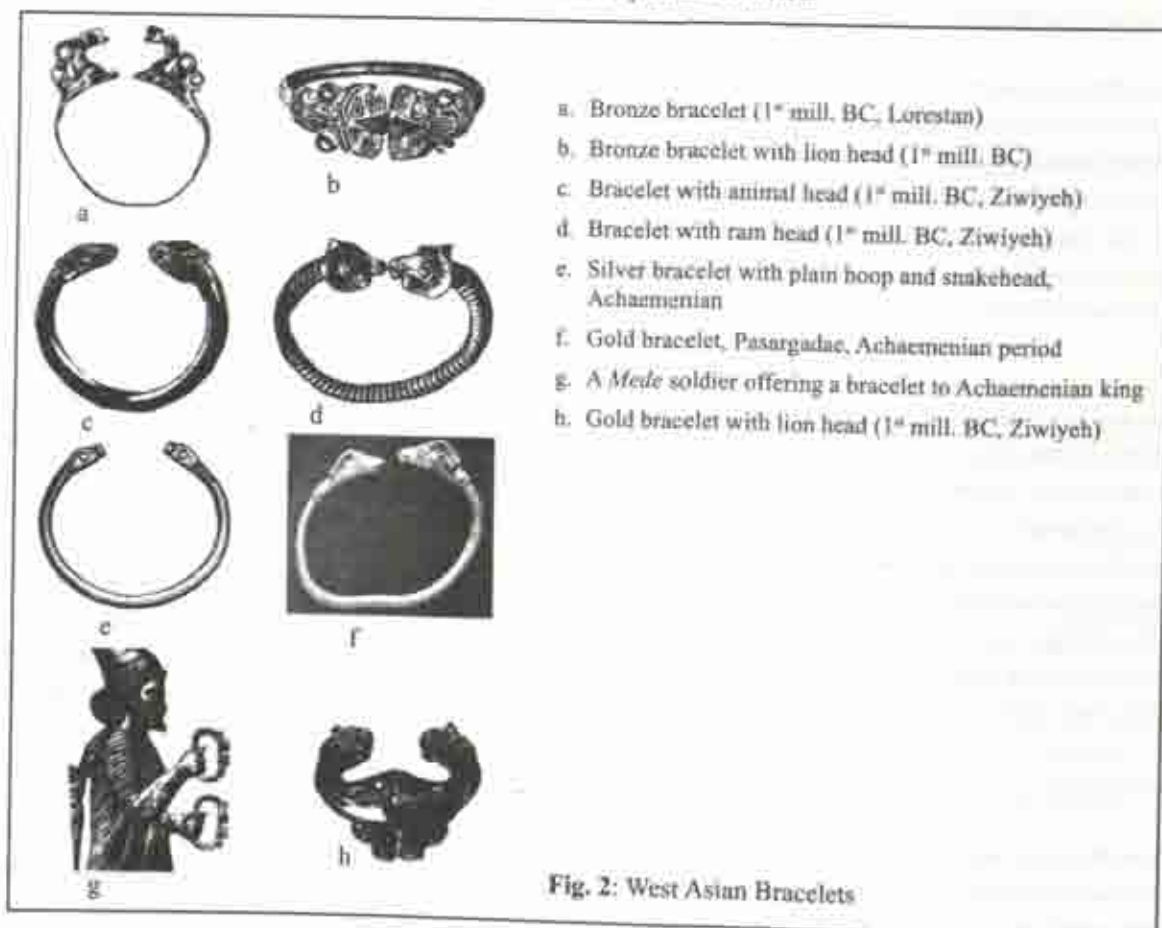 a
b
c
d
e
f
g
h
a. Bronze bracelet (1st mill. BC, Lorestan)
b. Bronze bracelet with lion head (1st mill. BC)
c. Bracelet with animal head (1st mill. BC, Ziwiyeh)
d. Bracelet with ram head (1st mill. BC, Ziwiyeh)
e. Silver bracelet with plain hoop and snakehead,
Achaemenian
f. Gold bracelet, Pasargadae, Achaemenian period
g. A Mede soldier offering a bracelet to Achaemenian king
h. Gold bracelet with lion head (1st mill. BC, Ziwiyeh)
Fig. 2: West Asian Bracelets